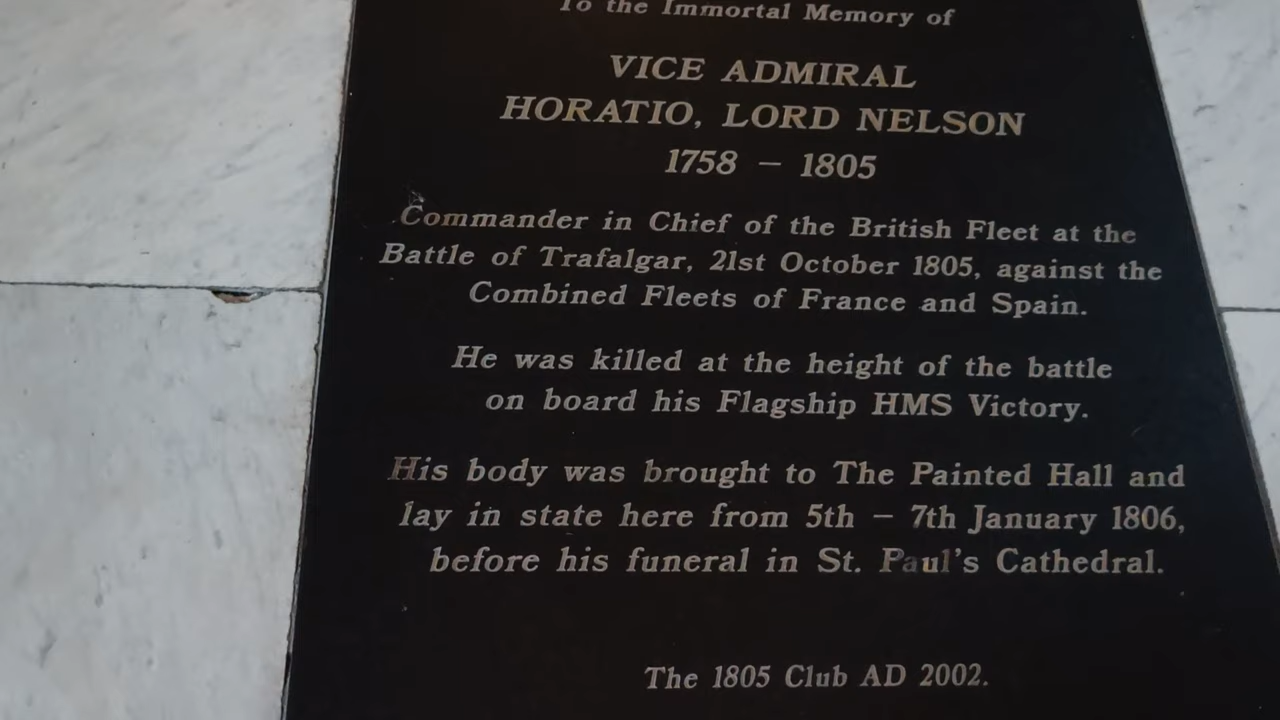 To the Immortal Memory of
VICE ADMIRAL
HORATIO, LORD NELSON
1758 – 1805
Commander in Chief of the British Fleet at the
Battle of Trafalgar, 21st October 1805, against the
Combined Fleets of France and Spain.
He was killed at the height of the battle
on board his Flagship HMS Victory.
His body was brought to The Painted Hall and
lay in state here from 5th – 7th January 1806,
before his funeral in St. Paul's Cathedral.
The 1805 Club AD 2002.